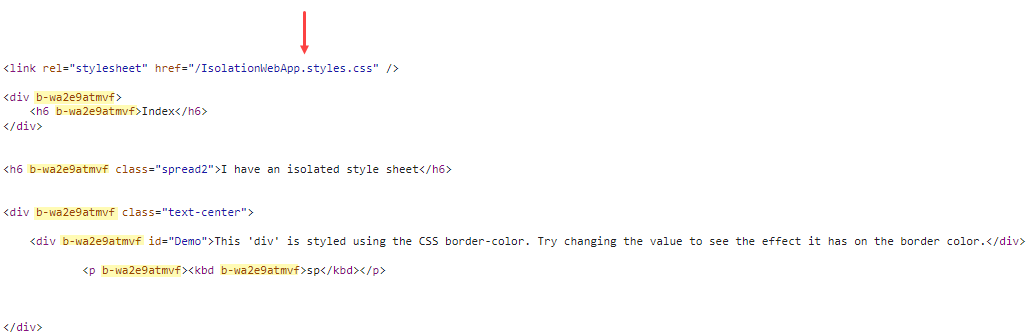 <link rel="stylesheet" href="/IsolationWebApp.styles.css" />
<div b-wa2e9atmvf>
<h6 b-wa2e9atmvf>Index</h6>
</div>
<h6 b-wa2e9atmvf class="spread2">I have an isolated style sheet</h6>
<div b-wa2e9atmvf class="text-center">
<div b-wa2e9atmvf id="Demo">This 'div' is styled using the CSS border-color. Try changing the value to see the effect it has on the border color.</div>
<p b-wa2e9atmvf><kbd b-wa2e9atmvf>sp</kbd></p>
</div>